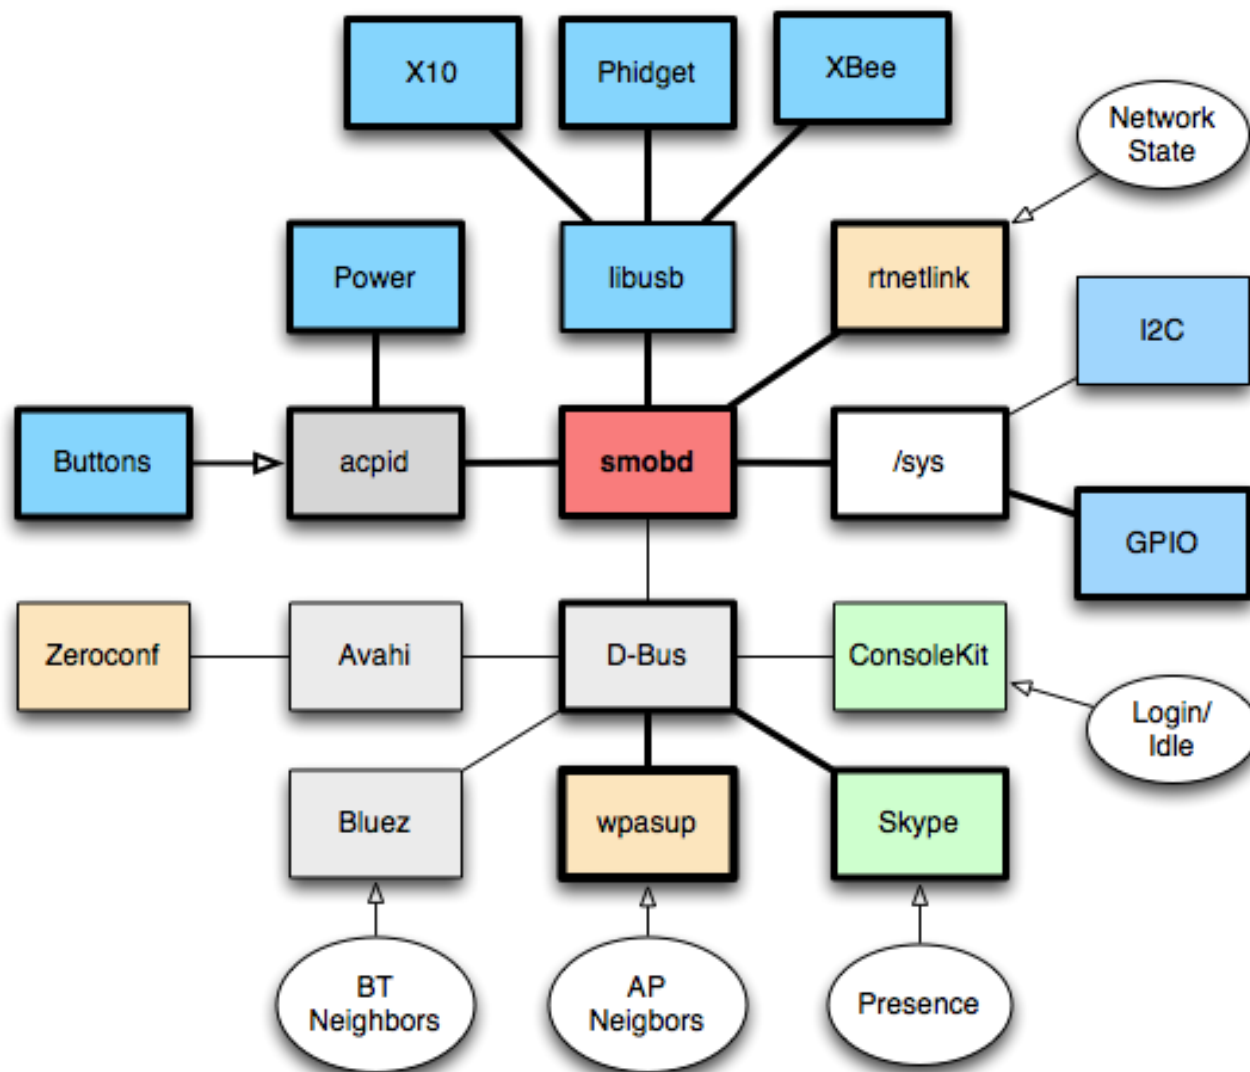 X10
Phidget
XBee
Network
State
Power
libusb
rtnetlink
I2C
Buttons
acpid
smobd
/sys
GPIO
Zeroconf
Avahi
D-Bus
ConsoleKit
Login/
Idle
Bluez
wpasup
Skype
BT
Neighbors
AP
Neigbors
Presence